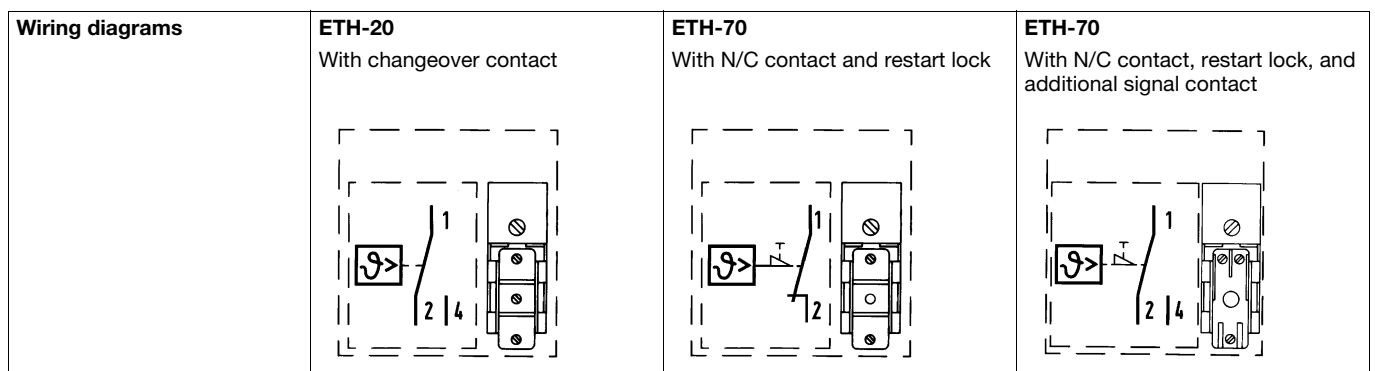 Wiring diagrams
ETH-20
With changeover contact
ETH-70
With N/C contact and restart lock
ETH-70
With N/C contact, restart lock, and
additional signal contact
ϑ>
1
2 4
ϑ>
1
2
ϑ>
1
2 4